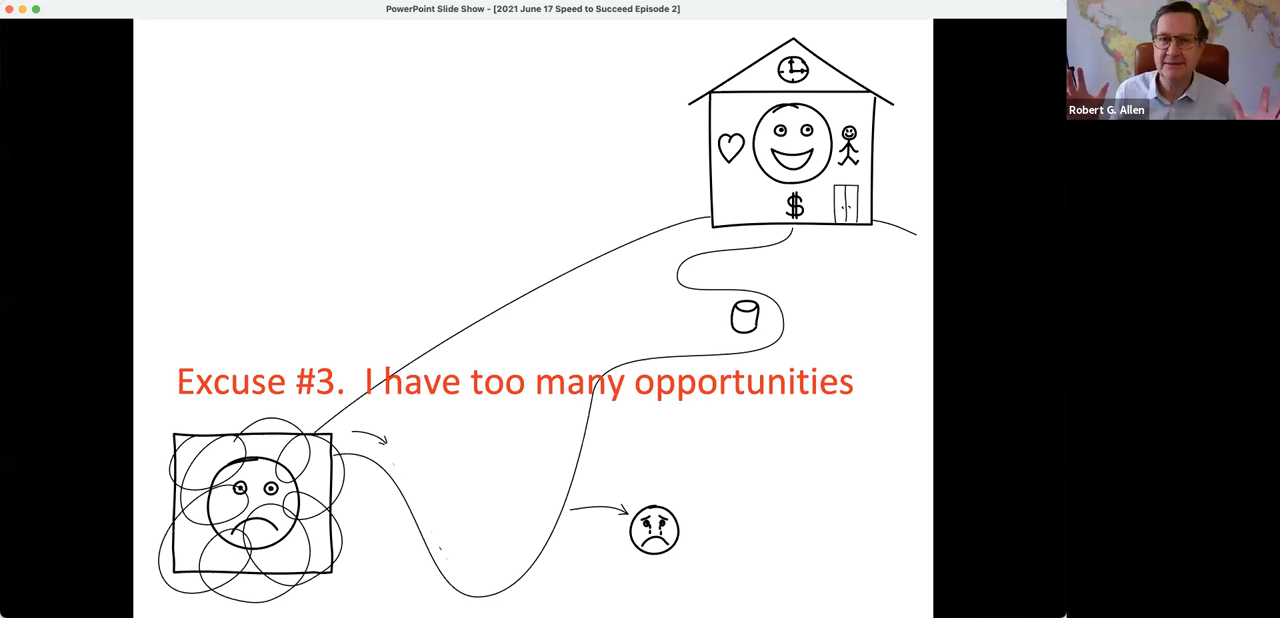 PowerPoint Slide Show - [2021 June 17 Speed to Succeed Episode 2]
Robert G. Allen
$
Excuse #3. I have too many opportunities